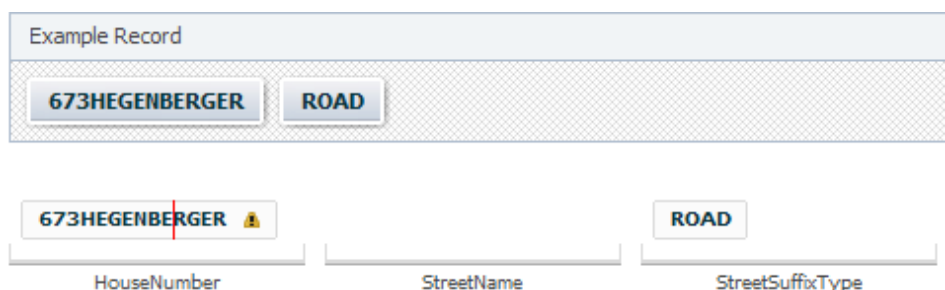 Example Record
673HEGENBERGER ROAD
673HEGENBERGER ROAD
HouseNumber StreetName StreetSuffixType